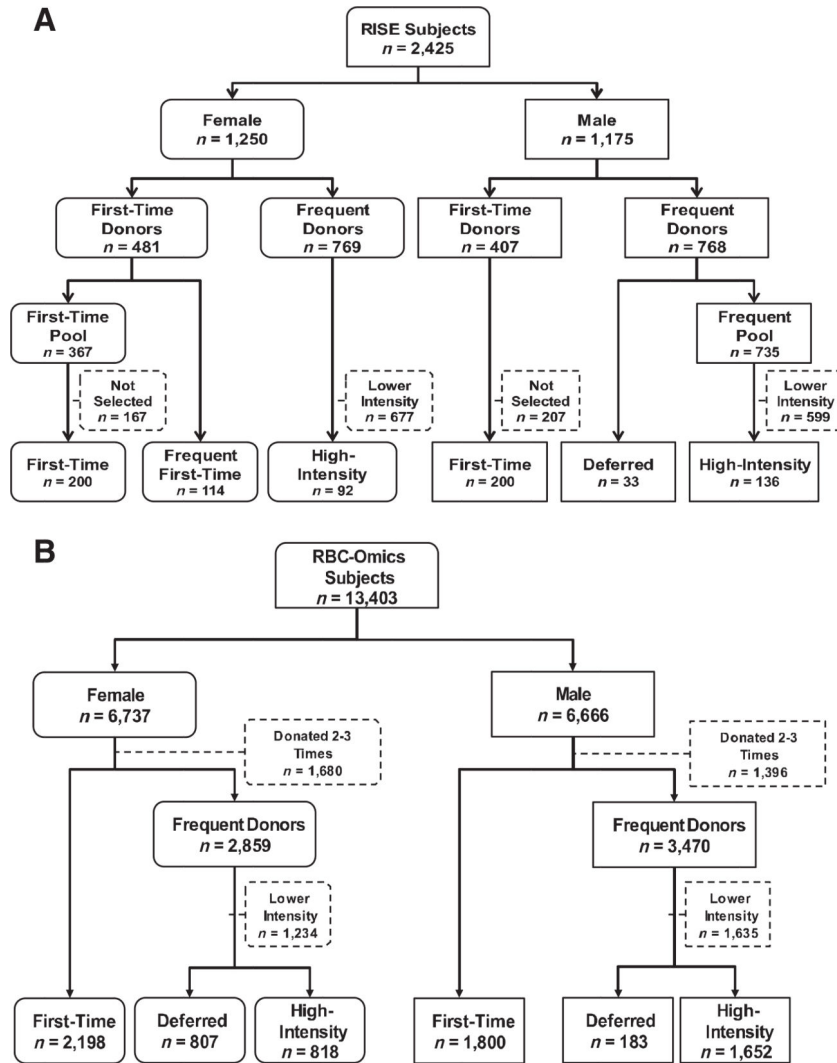 A
RISE Subjects
n = 2,425
Female
n = 1,250
Male
n = 1,175
First-Time
Donors
n = 481
Frequent
Donors
n = 769
First-Time
Donors
n = 407
Frequent
Donors
n = 768
First-Time
Pool
n = 367
Frequent
Pool
n = 735
Not
Selected
n = 167
Lower
Intensity
n = 677
Not
Selected
n = 207
Lower
Intensity
n = 599
First-Time
n = 200
Frequent
First-Time
n = 114
High-
Intensity
n = 92
First-Time
n = 200
Deferred
n = 33
High-Intensity
n = 136
B
RBC-Omics
Subjects
n = 13,403
Female
n = 6,737
Male
n = 6,666
Donated 2-3
Times
n = 1,680
Donated 2-3
Times
n = 1,396
Frequent Donors
n = 2,859
Frequent Donors
n = 3,470
Lower
Intensity
n = 1,234
Lower
Intensity
n = 1,635
First-Time
n = 2,198
Deferred
n = 807
High-
Intensity
n = 818
First-Time
n = 1,800
Deferred
n = 183
High-
Intensity
n = 1,652